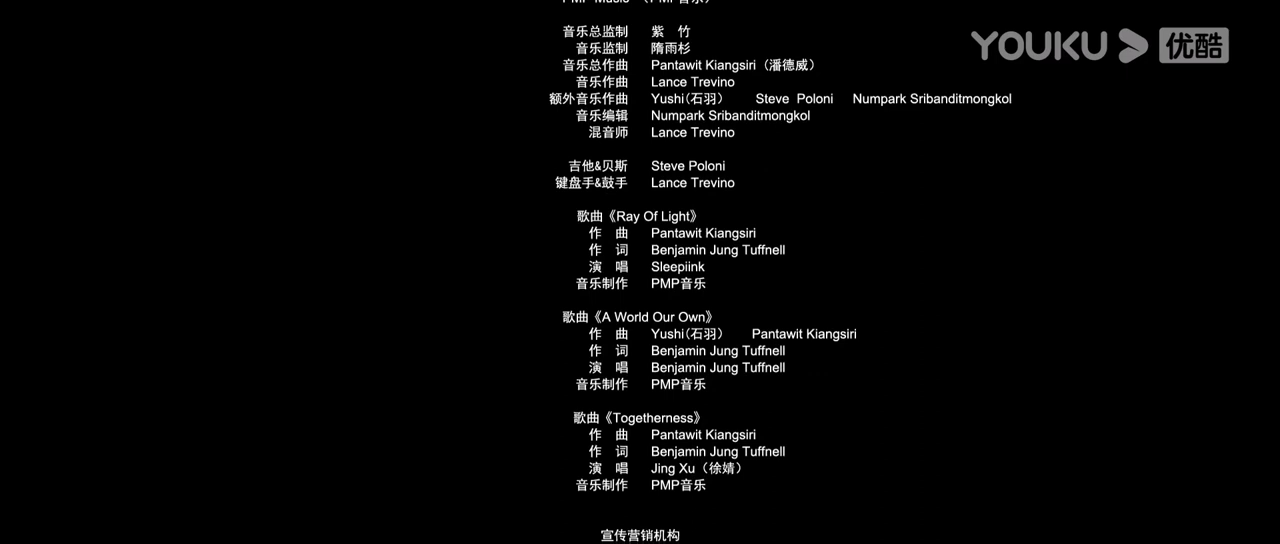 PMP Music （PMP音乐）
YOUKU 优酷
音乐总监制 紫 竹
音乐监制 隋雨杉
音乐总作曲 Pantawit Kiangsiri（潘德威）
音乐作曲 Lance Trevino
额外音乐作曲 Yushi(石羽） Steve Poloni Numpark Sribanditmongkol
音乐编辑 Numpark Sribanditmongkol
混音师 Lance Trevino
吉他&贝斯 Steve Poloni
键盘手&鼓手 Lance Trevino
歌曲《Ray Of Light》
作 曲 Pantawit Kiangsiri
作 词 Benjamin Jung Tuffnell
演 唱 Sleepiink
音乐制作 PMP音乐
歌曲《A World Our Own》
作 曲 Yushi(石羽） Pantawit Kiangsiri
作 词 Benjamin Jung Tuffnell
演 唱 Benjamin Jung Tuffnell
音乐制作 PMP音乐
歌曲《Togetherness》
作 曲 Pantawit Kiangsiri
作 词 Benjamin Jung Tuffnell
演 唱 Jing Xu（徐婧）
音乐制作 PMP音乐
宣传营销机构